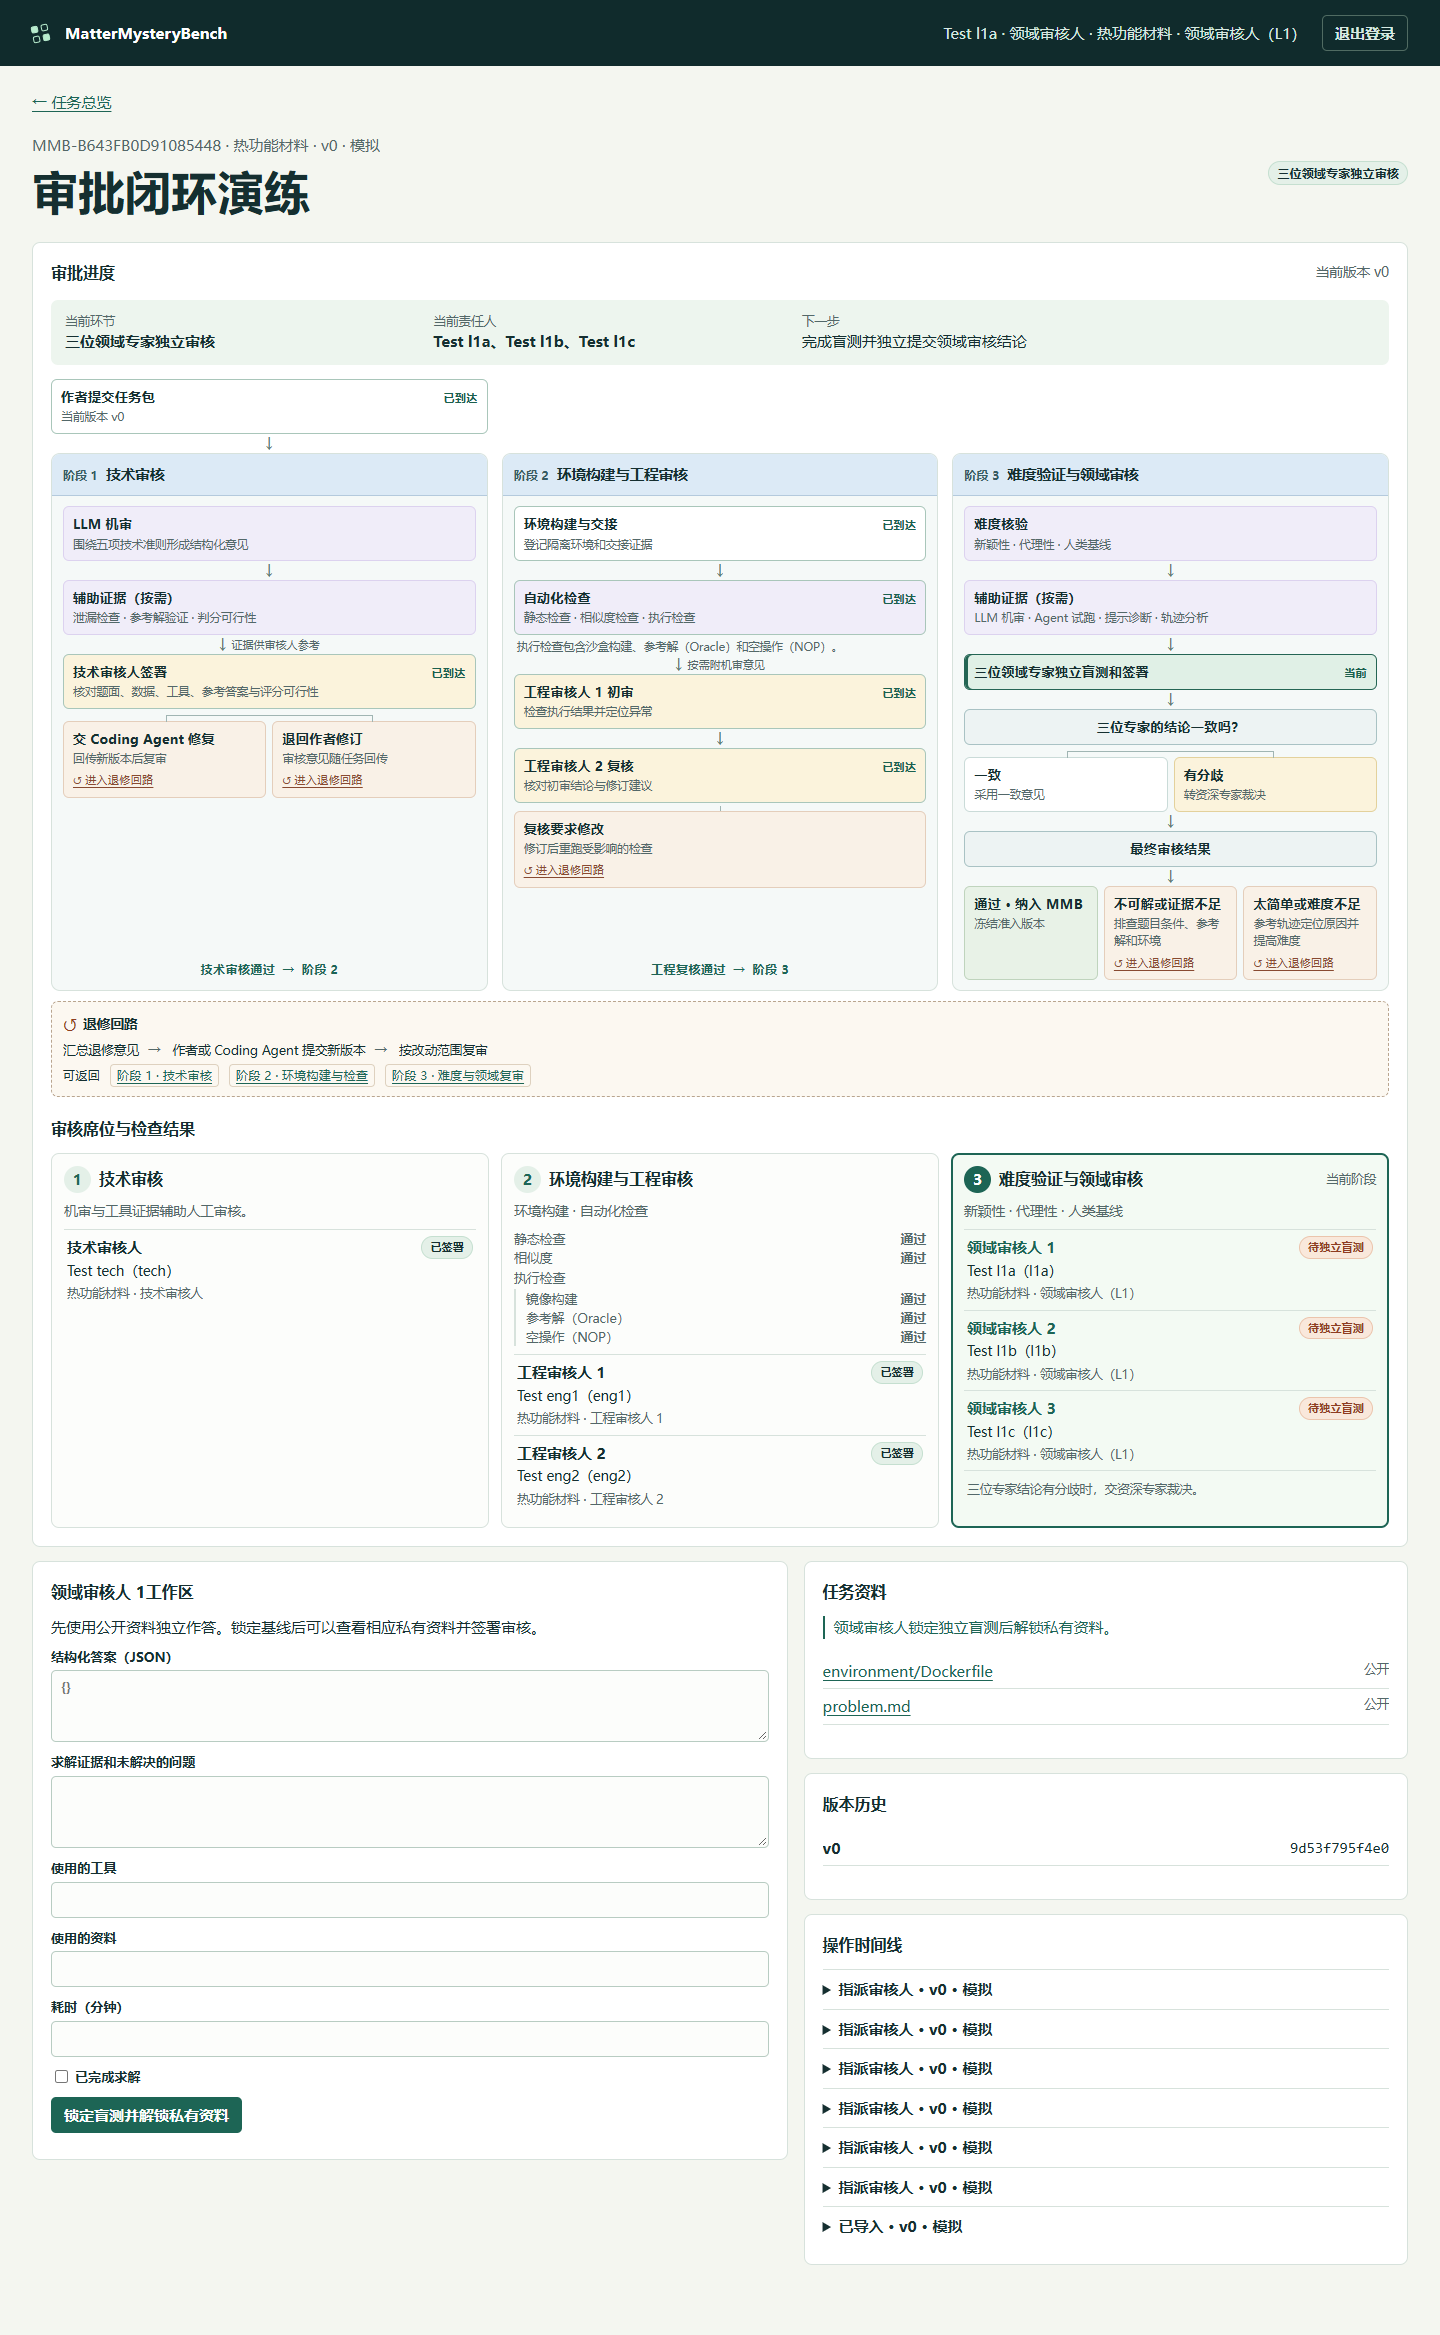 MatterMysteryBench
Test l1a · 领域审核人 · 热功能材料 · 领域审核人（L1）
退出登录
← 任务总览
MMB-B643FB0D91085448 · 热功能材料 · v0 · 模拟
审批闭环演练
三位领域专家独立审核
审批进度
当前版本 v0
当前环节
三位领域专家独立审核
当前责任人
Test l1a、Test l1b、Test l1c
下一步
完成盲测并独立提交领域审核结论
作者提交任务包
已到达
当前版本 v0
↓
阶段 1 技术审核
LLM 机审
围绕五项技术准则形成结构化意见
↓
辅助证据（按需）
泄漏检查 · 参考解验证 · 判分可行性
↓ 证据供审核人参考
技术审核人签署
已到达
核对题面、数据、工具、参考答案与评分可行性
交 Coding Agent 修复
回传新版本后复审
↺ 进入退修回路
退回作者修订
审核意见随任务回传
↺ 进入退修回路
技术审核通过 → 阶段 2
阶段 2 环境构建与工程审核
环境构建与交接
已到达
登记隔离环境和交接证据
↓
自动化检查
已到达
静态检查 · 相似度检查 · 执行检查
执行检查包含沙盒构建、参考解（Oracle）和空操作（NOP）。
↓ 按需附机审意见
工程审核人 1 初审
已到达
检查执行结果并定位异常
↓
工程审核人 2 复核
已到达
核对初审结论与修订建议
复核要求修改
修订后重跑受影响的检查
↺ 进入退修回路
工程复核通过 → 阶段 3
阶段 3 难度验证与领域审核
难度核验
新颖性 · 代理性 · 人类基线
↓
辅助证据（按需）
LLM 机审 · Agent 试跑 · 提示诊断 · 轨迹分析
↓
三位领域专家独立盲测和签署
当前
↓
三位专家的结论一致吗？
一致
采用一致意见
有分歧
转资深专家裁决
↓
最终审核结果
↓
通过 · 纳入 MMB
冻结准入版本
不可解或证据不足
排查题目条件、参考
解和环境
↺ 进入退修回路
太简单或难度不足
参考轨迹定位原因并
提高难度
↺ 进入退修回路
↺ 退修回路
汇总退修意见 → 作者或 Coding Agent 提交新版本 → 按改动范围复审
可返回 阶段 1 · 技术审核 阶段 2 · 环境构建与检查 阶段 3 · 难度与领域复审
审核席位与检查结果
1 技术审核
机审与工具证据辅助人工审核。
技术审核人
已签署
Test tech（tech）
热功能材料 · 技术审核人
2 环境构建与工程审核
环境构建 · 自动化检查
静态检查 通过
相似度 通过
执行检查
镜像构建 通过
参考解（Oracle） 通过
空操作（NOP） 通过
工程审核人 1
已签署
Test eng1（eng1）
热功能材料 · 工程审核人 1
工程审核人 2
已签署
Test eng2（eng2）
热功能材料 · 工程审核人 2
3 难度验证与领域审核
当前阶段
新颖性 · 代理性 · 人类基线
领域审核人 1
待独立盲测
Test l1a（l1a）
热功能材料 · 领域审核人（L1）
领域审核人 2
待独立盲测
Test l1b（l1b）
热功能材料 · 领域审核人（L1）
领域审核人 3
待独立盲测
Test l1c（l1c）
热功能材料 · 领域审核人（L1）
三位专家结论有分歧时，交资深专家裁决。
领域审核人 1工作区
先使用公开资料独立作答。锁定基线后可以查看相应私有资料并签署审核。
结构化答案（JSON）
{}
求解证据和未解决的问题
使用的工具
使用的资料
耗时（分钟）
已完成求解
锁定盲测并解锁私有资料
任务资料
领域审核人锁定独立盲测后解锁私有资料。
environment/Dockerfile 公开
problem.md 公开
版本历史
v0 9d53f795f4e0
操作时间线
▶ 指派审核人 • v0 • 模拟
▶ 指派审核人 • v0 • 模拟
▶ 指派审核人 • v0 • 模拟
▶ 指派审核人 • v0 • 模拟
▶ 指派审核人 • v0 • 模拟
▶ 指派审核人 • v0 • 模拟
▶ 已导入 • v0 • 模拟